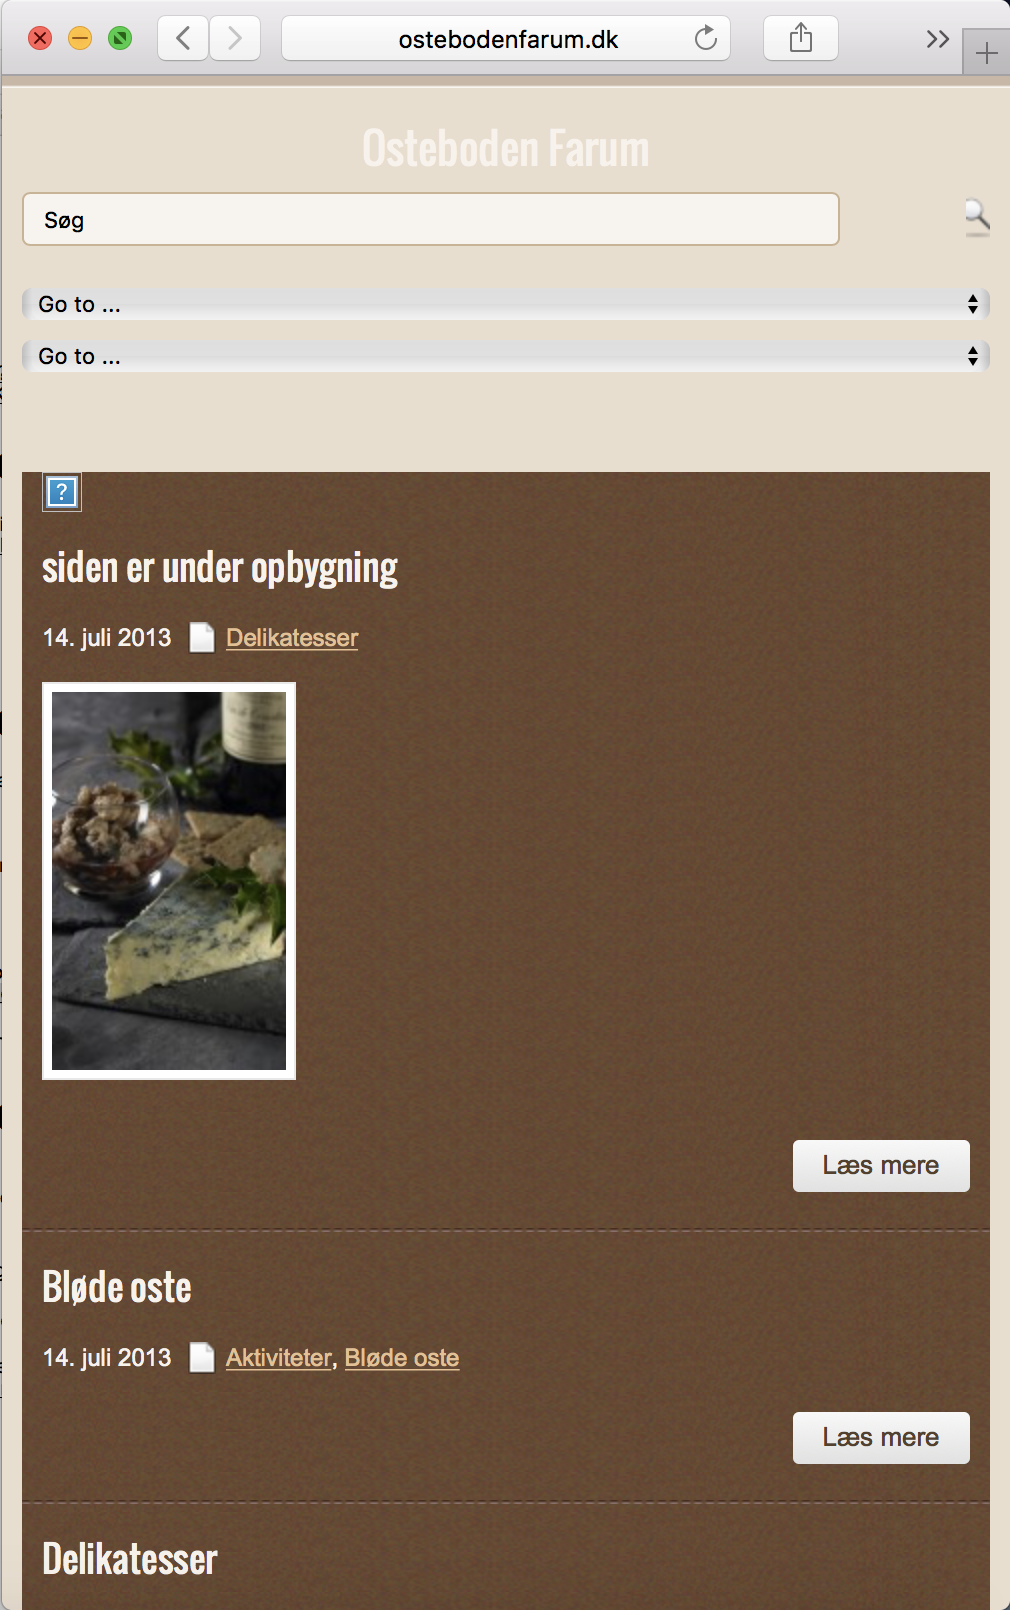 ostebodenfarum.dk
Osteboden Farum
Søg
Go to ...
Go to ...
?
siden er under opbygning
14. juli 2013 Delikatesser
Læs mere
Bløde oste
14. juli 2013 Aktiviteter, Bløde oste
Læs mere
Delikatesser